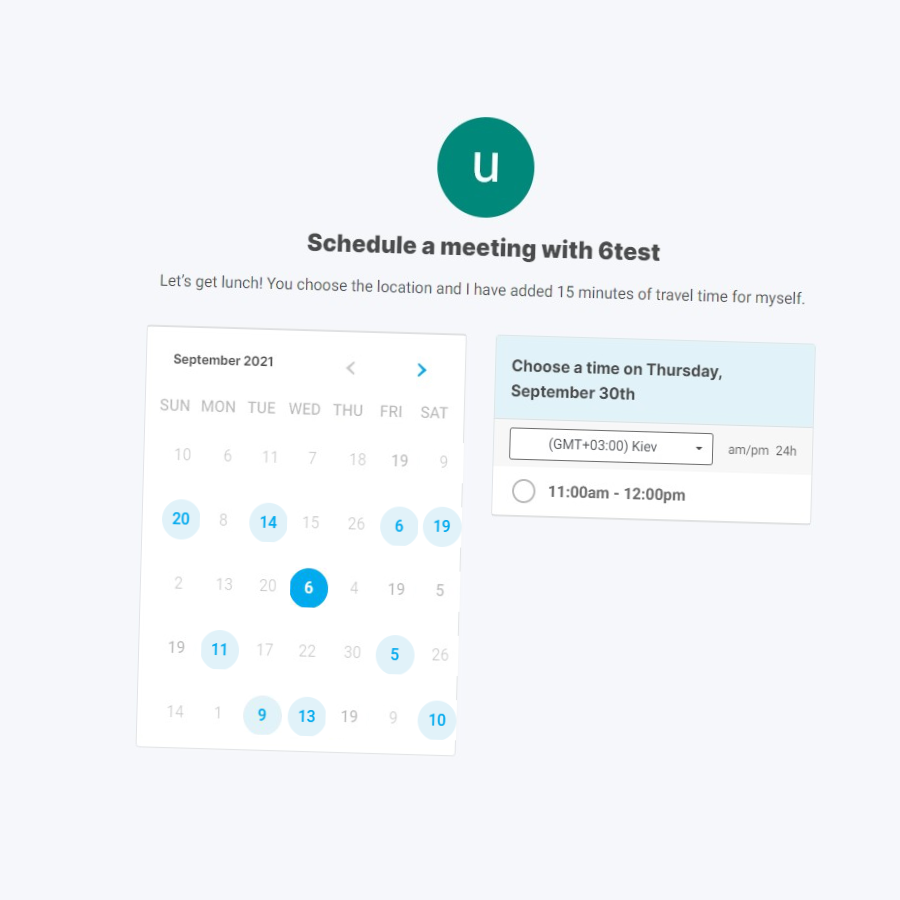 u
Schedule a meeting with 6test
Let's get lunch! You choose the location and I have added 15 minutes of travel time for myself.
September 2021
SUN MON TUE WED THU FRI SAT
10 6 11 7 18 19 9
20 8 14 15 26 6 19
2 13 20 6 4 19 5
19 11 17 22 30 5 26
14 1 9 13 19 9 10
Choose a time on Thursday,
September 30th
(GMT+03:00) Kiev am/pm 24h
11:00am - 12:00pm